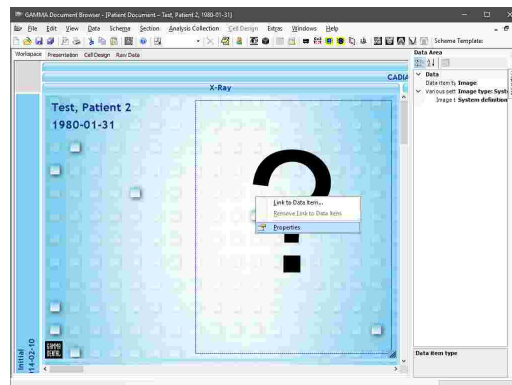 GAMMA Document Browser - [Patient Document - Test, Patient 2, 1980-01-31]
File Edit View Data Schema Section Analysis Collection Cell Design Extras Windows Help
Schema Template:
Workspace Presentation Cell Design Raw Data
Data Area
CADIA
X-Ray
Data
Data item ty Image
Various sett Image type: Syst
Image t System definition
Test, Patient 2
1980-01-31
?
Link to Data Item...
Remove Link to Data Item
Properties
Initial
14-02-10
GAMMA
DENTAL
Data item type